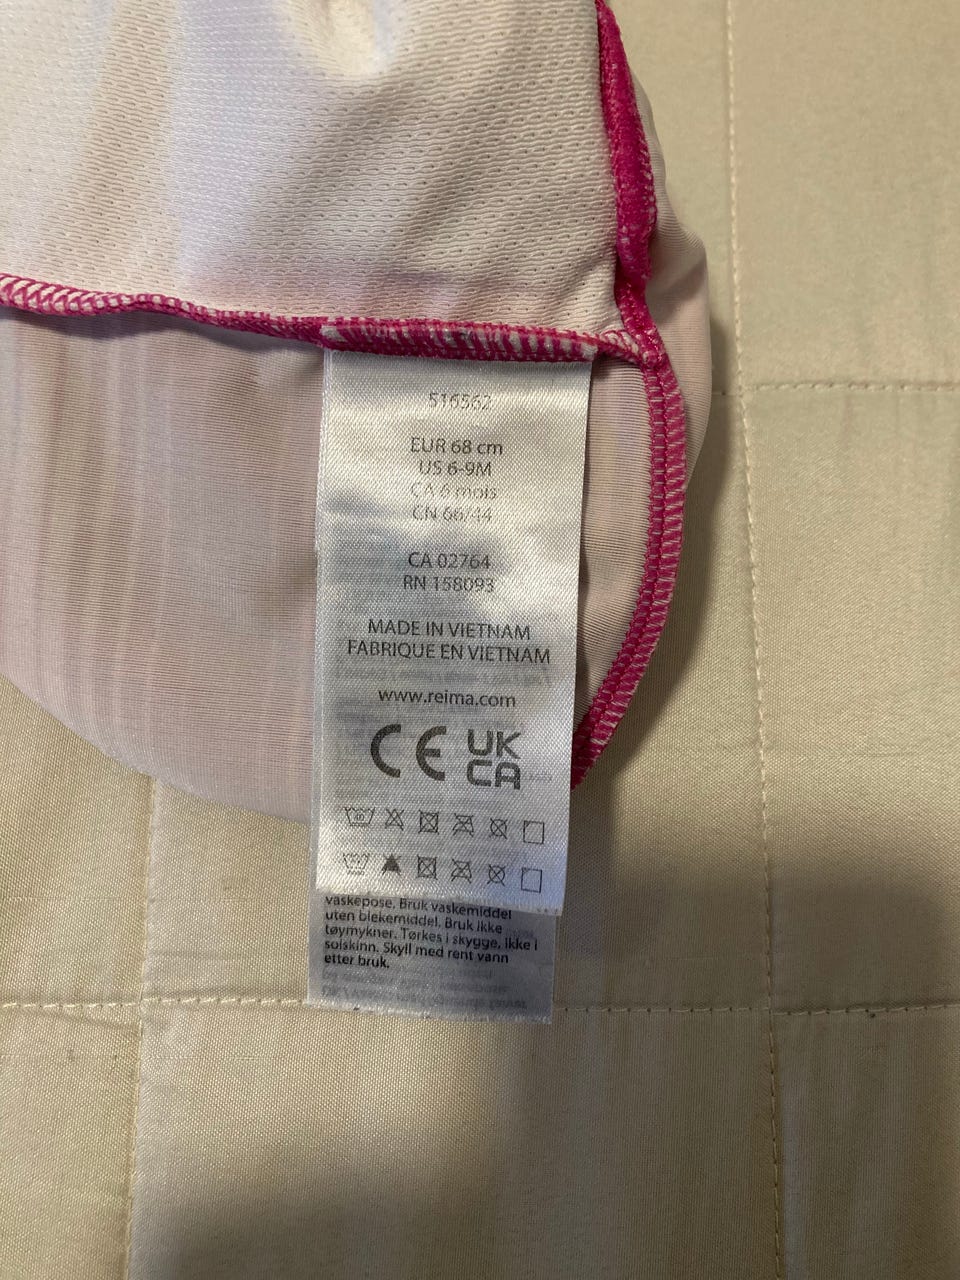 516562
EUR 68 cm
US 6-9M
CA 6 mois
CN 66/44
CA 02764
RN 158093
MADE IN VIETNAM
FABRIQUE EN VIETNAM
www.reima.com
CE UK
CA
40
vaskepose. Bruk vaskemiddel
uten blekemiddel. Bruk ikke
tøymykner. Tørkes i skygge, ikke i
solskinn. Skyll med rent vann
etter bruk.